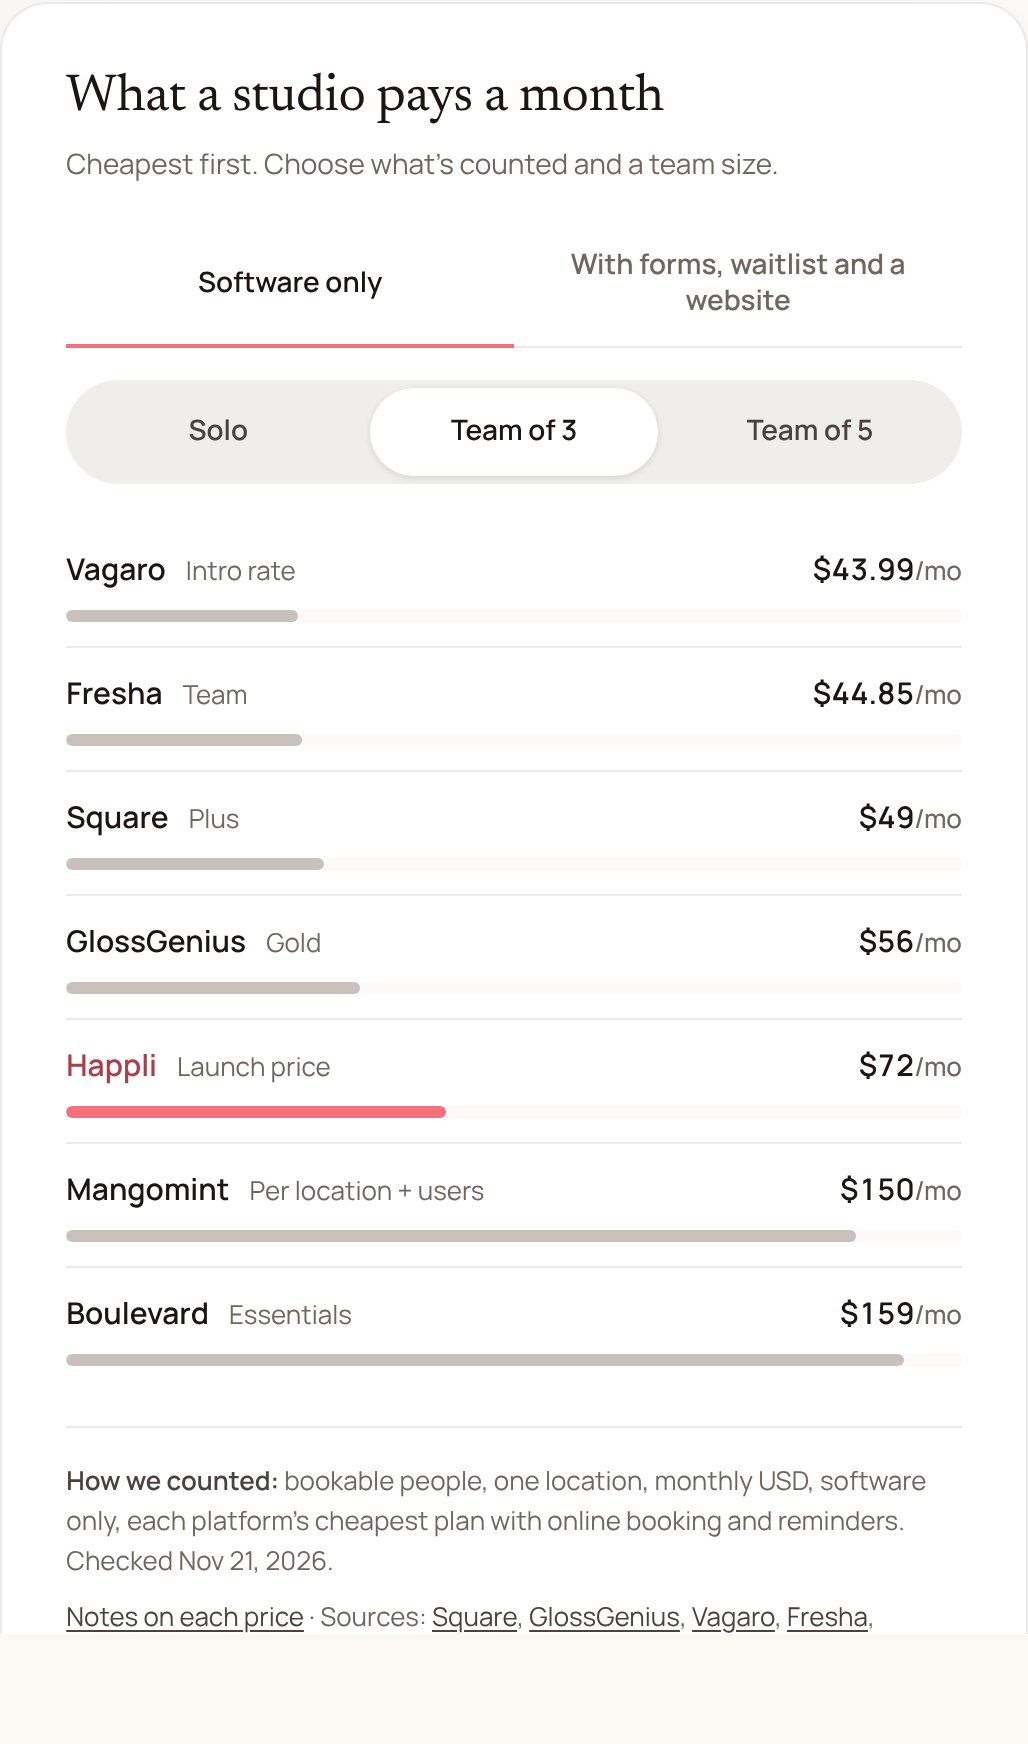 What a studio pays a month
Cheapest first. Choose what's counted and a team size.
Software only
With forms, waitlist and a
website
Solo
Team of 3
Team of 5
Vagaro Intro rate $43.99/mo
Fresha Team $44.85/mo
Square Plus $49/mo
GlossGenius Gold $56/mo
Happli Launch price $72/mo
Mangomint Per location + users $150/mo
Boulevard Essentials $159/mo
How we counted: bookable people, one location, monthly USD, software
only, each platform's cheapest plan with online booking and reminders.
Checked Nov 21, 2026.
Notes on each price · Sources: Square, GlossGenius, Vagaro, Fresha,